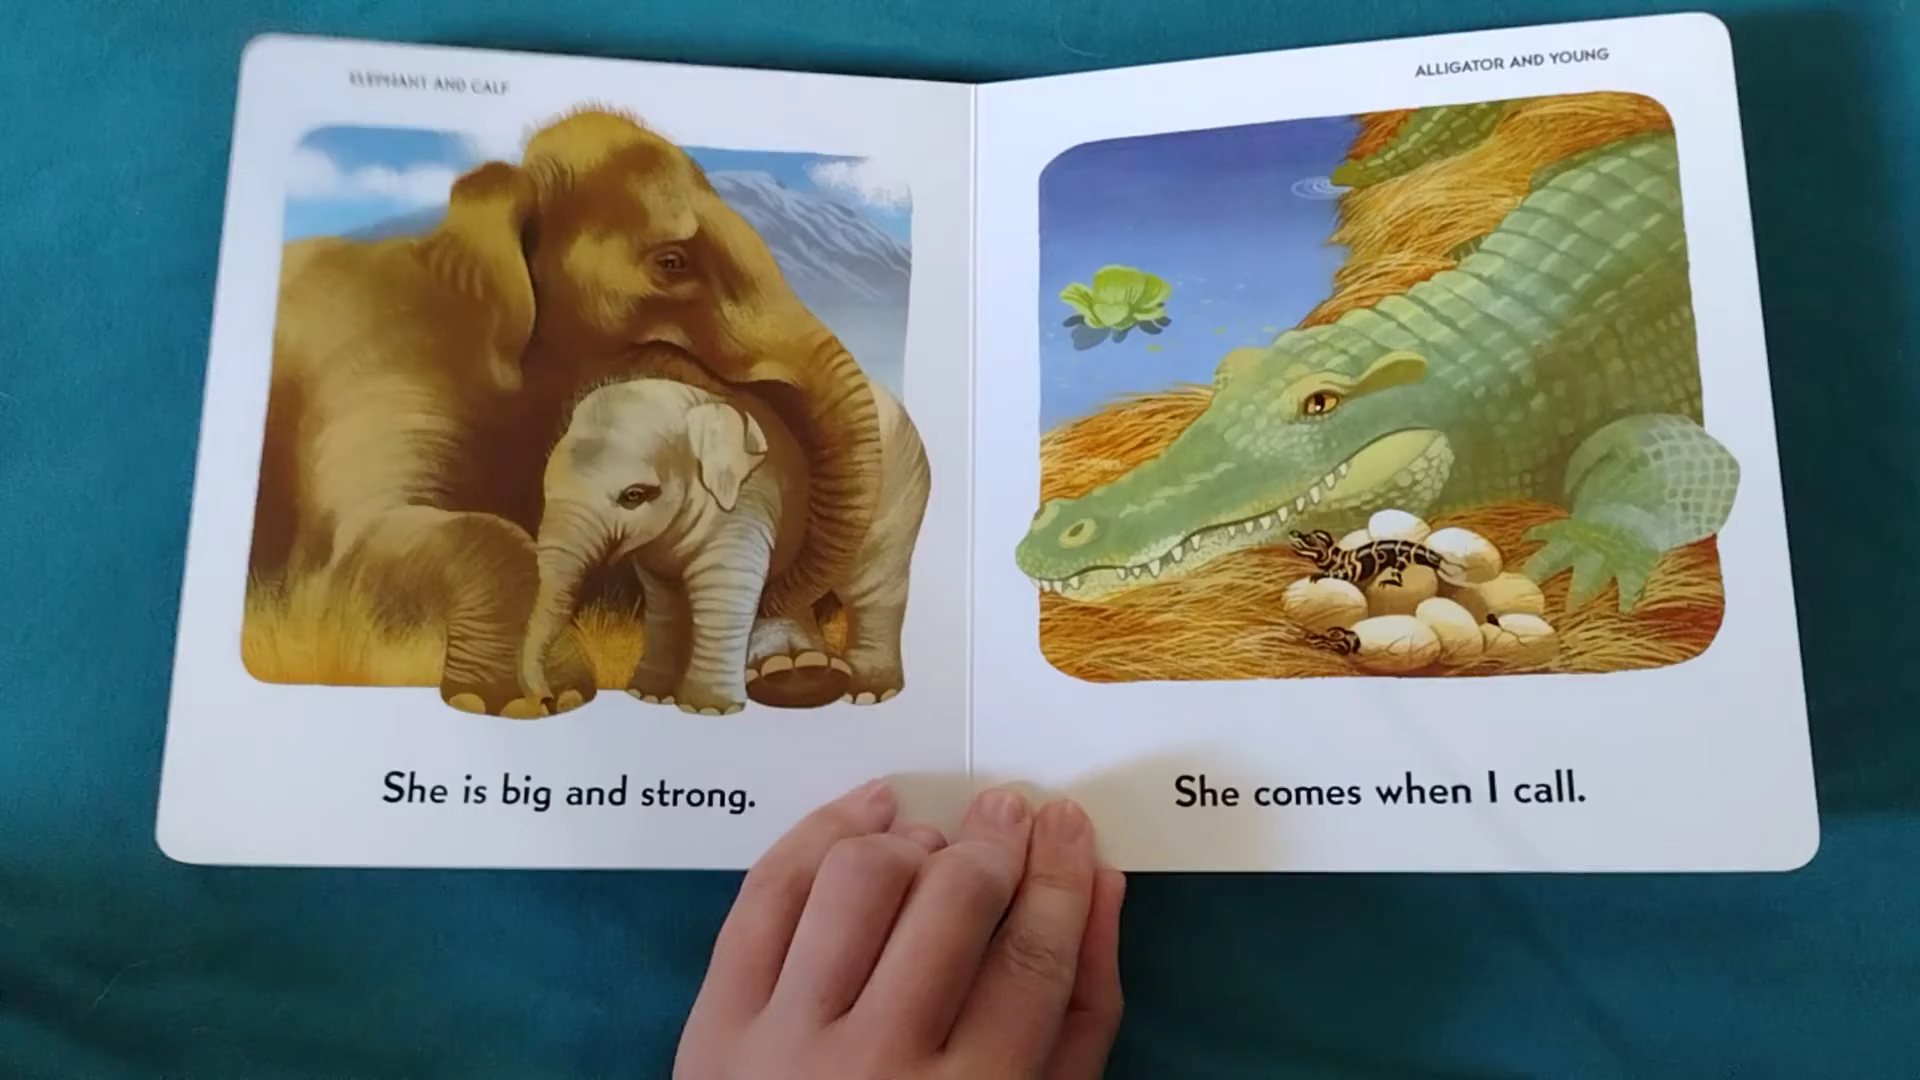 ELEPHANT AND CALF
She is big and strong.
ALLIGATOR AND YOUNG
She comes when I call.